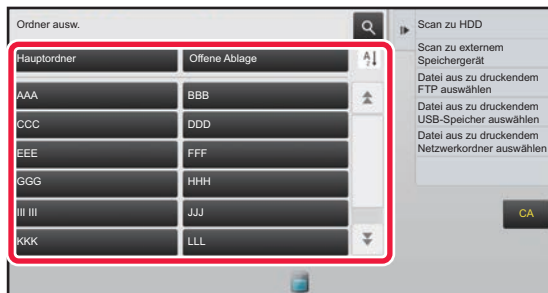 Ordner ausw.
Hauptordner
Offene Ablage
A
Z
AAA
BBB
CCC
DDD
EEE
FFF
GGG
HHH
III III
JJJ
KKK
LLL
Scan zu HDD
Scan zu externem
Speichergerät
Datei aus zu druckendem
FTP auswählen
Datei aus zu druckendem
USB-Speicher auswählen
Datei aus zu druckendem
Netzwerkordner auswählen
CA